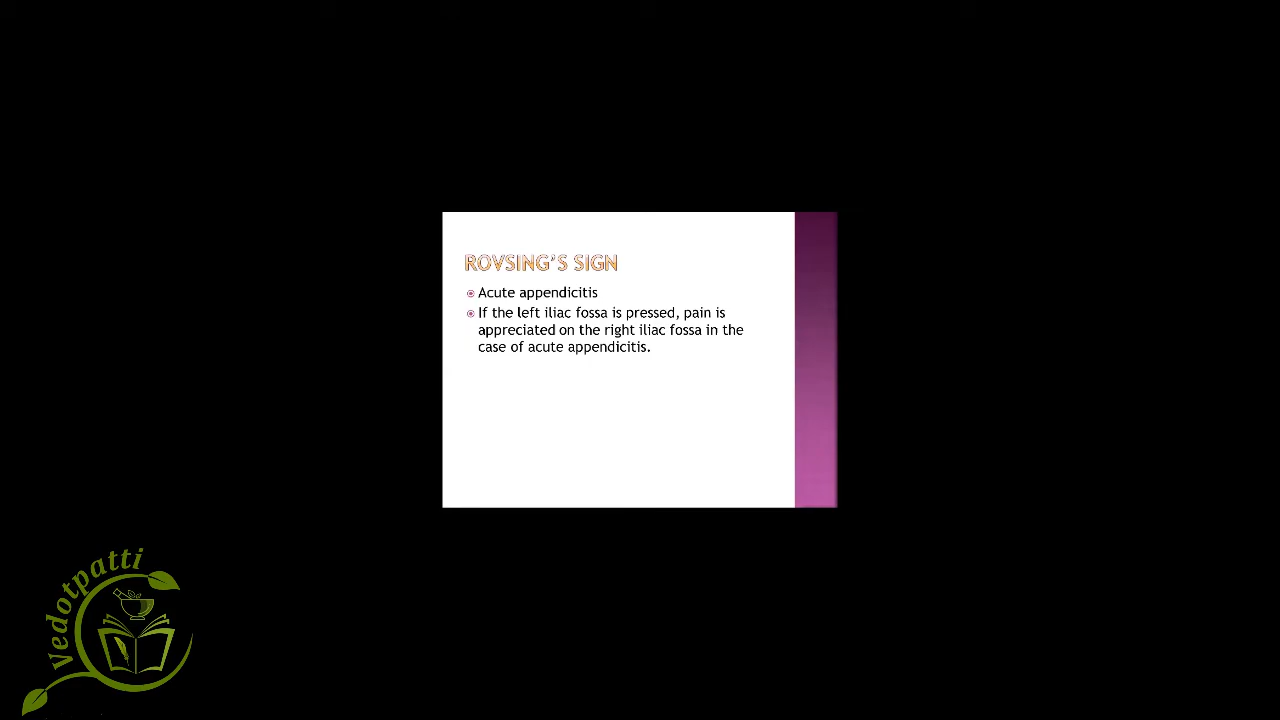 ROVSING'S SIGN
Acute appendicitis
If the left iliac fossa is pressed, pain is
appreciated on the right iliac fossa in the
case of acute appendicitis.
vedotpatti